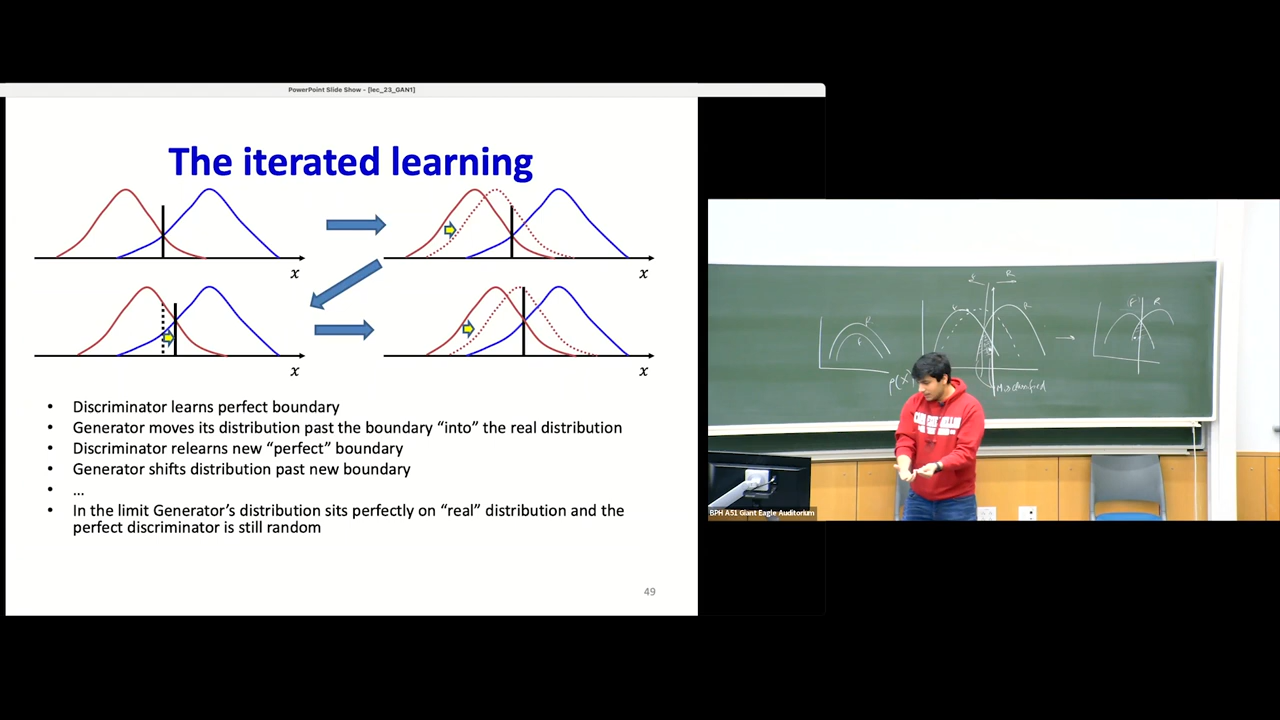 PowerPoint Slide Show - [lec_23_GAN1]
The iterated learning
x
x
x
x
• Discriminator learns perfect boundary
• Generator moves its distribution past the boundary “into” the real distribution
• Discriminator relearns new “perfect” boundary
• Generator shifts distribution past new boundary
• ...
• In the limit Generator’s distribution sits perfectly on “real” distribution and the
perfect discriminator is still random
49
R
R
R
R
P(X)
Misclassified
BPH A51 Giant Eagle Auditorium